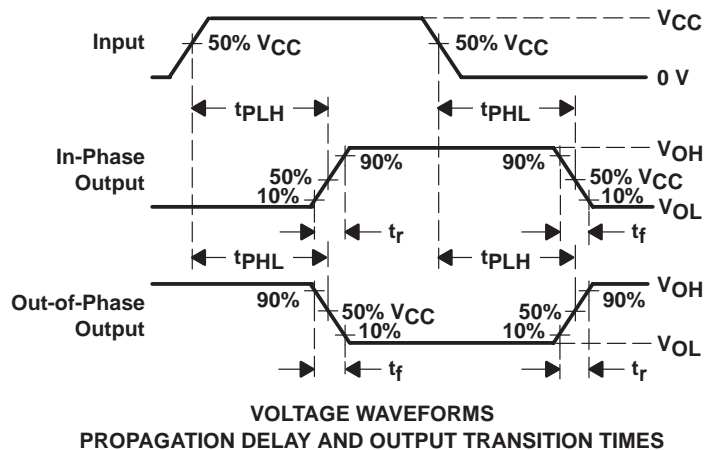 VCC
Input
50% VCC
50% VCC
0 V
tPLH
tPHL
In-Phase
Output
90%
90%
VOH
50%
50% VCC
10%
10%
VOL
tr
tf
tPHL
tPLH
Out-of-Phase
Output
90%
90%
VOH
50% VCC
50%
10%
10%
VOL
tf
tr
VOLTAGE WAVEFORMS
PROPAGATION DELAY AND OUTPUT TRANSITION TIMES